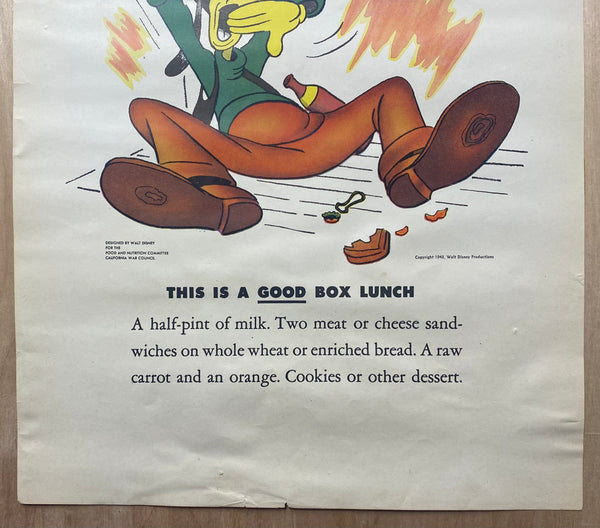 DESIGNED BY WALT DISNEY
FOR THE
FOOD AND NUTRITION COMMITTEE
CALIFORNIA WAR COUNCIL
Copyright 1943, Walt Disney Productions
THIS IS A GOOD BOX LUNCH
A half-pint of milk. Two meat or cheese sand-
wiches on whole wheat or enriched bread. A raw
carrot and an orange. Cookies or other dessert.